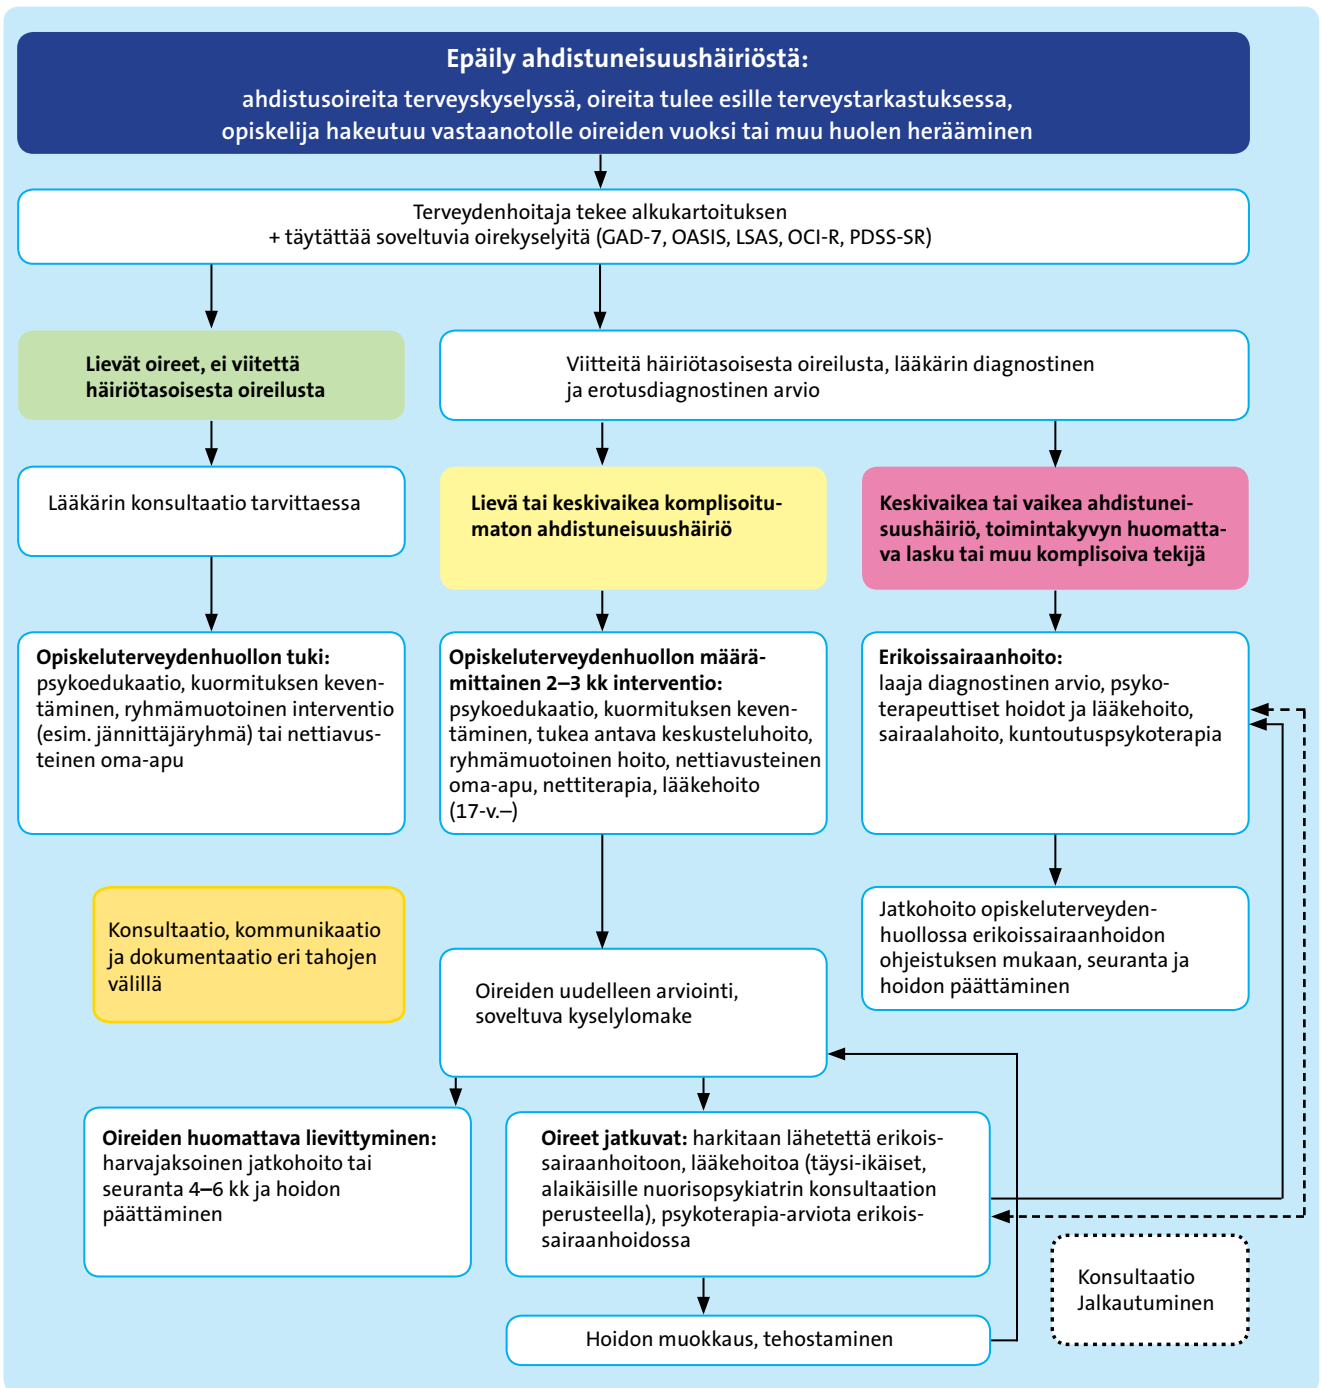 Epäily ahdistuneisuushäiriöstä:
ahdistusoireita terveyskyselyssä, oireita tulee esille terveystarkastuksessa,
opiskelija hakeutuu vastaanotolle oireiden vuoksi tai muu huolen herääminen
Terveydenhoitaja tekee alkukartoituksen
+ täytättää soveltuvia oirekyselyitä (GAD-7, OASIS, LSAS, OCI-R, PDSS-SR)
Lievät oireet, ei viitettä
häiriötasoisesta oireilusta
Viitteitä häiriötasoisesta oireilusta, lääkärin diagnostinen
ja erotusdiagnostinen arvio
Lääkärin konsultaatio tarvittaessa
Lievä tai keskivaikea komplisoitu-
maton ahdistuneisuushäiriö
Keskivaikea tai vaikea ahdistunei-
suushäiriö, toimintakyvyn huomatta-
va lasku tai muu komplisoiva tekijä
Opiskeluterveydenhuollon tuki:
psykoedukaatio, kuormituksen keven-
täminen, ryhmämuotoinen interventio
(esim. jännittäjäryhmä) tai nettiavus-
teinen oma-apu
Opiskeluterveydenhuollon määrä-
mittainen 2–3 kk interventio:
psykoedukaatio, kuormituksen keven-
täminen, tukea antava keskusteluhoito,
ryhmämuotoinen hoito, nettiavusteinen
oma-apu, nettiterapia, lääkehoito
(17-v.–)
Erikoissairaanhoito:
laaja diagnostinen arvio, psyko-
terapeuttiset hoidot ja lääkehoito,
sairaalahoito, kuntoutuspsykoterapia
Konsultaatio, kommunikaatio
ja dokumentaatio eri tahojen
välillä
Jatkohoito opiskeluterveyden-
huollossa erikoissairaanhoidon
ohjeistuksen mukaan, seuranta ja
hoidon päättäminen
Oireiden uudelleen arviointi,
soveltuva kyselylomake
Oireiden huomattava lievittyminen:
harvajaksoinen jatkohoito tai
seuranta 4–6 kk ja hoidon
päättäminen
Oireet jatkuvat: harkitaan lähetettä erikois-
sairaanhoitoon, lääkehoitoa (täysi-ikäiset,
alaikäisille nuorisopsykiatrin konsultaation
perusteella), psykoterapia-arviota erikois-
sairaanhoidossa
Konsultaatio
Jalkautuminen
Hoidon muokkaus, tehostaminen